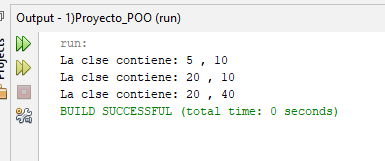 Output - 1)Proyecto_POO (run)
Projects
run:
La clse contiene: 5 , 10
La clse contiene: 20 , 10
La clse contiene: 20 , 40
BUILD SUCCESSFUL (total time: 0 seconds)